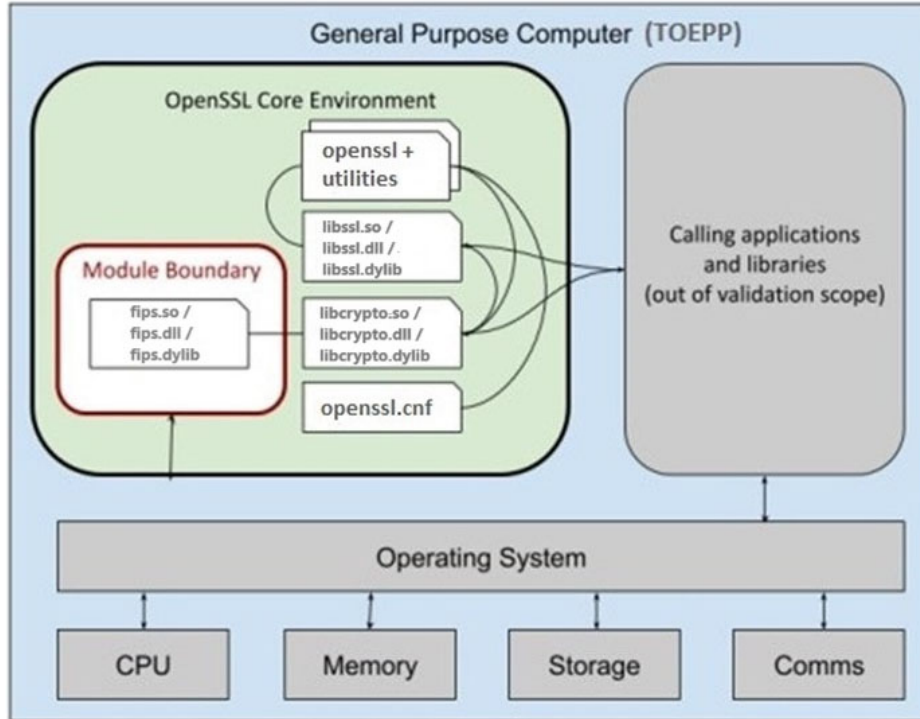 General Purpose Computer (TOEPP)
OpenSSL Core Environment
openssl +
utilities
libssl.so /
libssl.dll /
libssl.dylib
Module Boundary
fips.so /
fips.dll /
fips.dylib
libcrypto.so /
libcrypto.dll /
libcrypto.dylib
openssl.cnf
Calling applications
and libraries
(out of validation scope)
Operating System
CPU
Memory
Storage
Comms